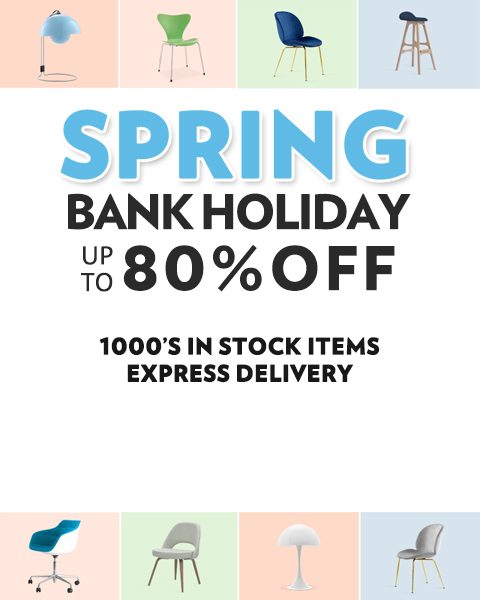 SPRING
BANK HOLIDAY
UP TO 80% OFF
1000'S IN STOCK ITEMS
EXPRESS DELIVERY